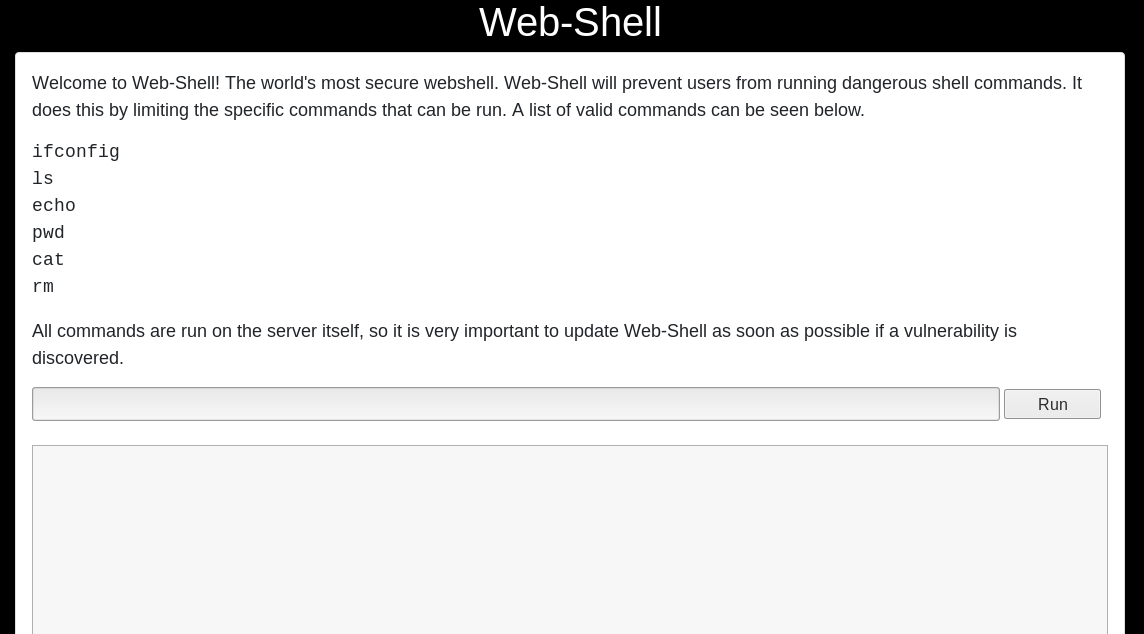 Web-Shell
Welcome to Web-Shell! The world's most secure webshell. Web-Shell will prevent users from running dangerous shell commands. It
does this by limiting the specific commands that can be run. A list of valid commands can be seen below.
ifconfig
ls
echo
pwd
cat
rm
All commands are run on the server itself, so it is very important to update Web-Shell as soon as possible if a vulnerability is
discovered.
Run